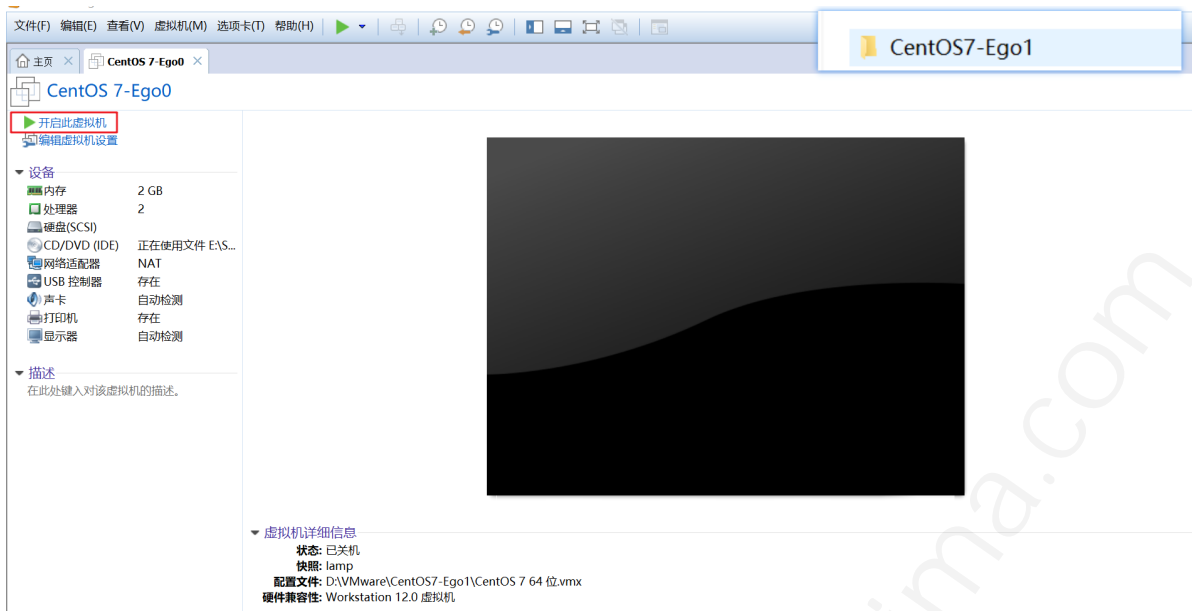 文件(F) 编辑(E) 查看(V) 虚拟机(M) 选项卡(T) 帮助(H)
CentOS7-Ego1
主页 CentOS 7-Ego0
CentOS 7-Ego0
开启此虚拟机
编辑虚拟机设置
设备
内存 2 GB
处理器 2
硬盘(SCSI)
CD/DVD (IDE) 正在使用文件 E:\S...
网络适配器 NAT
USB 控制器 存在
声卡 自动检测
打印机 存在
显示器 自动检测
描述
在此处键入对该虚拟机的描述。
虚拟机详细信息
状态: 已关机
快照: lamp
配置文件: D:\VMware\CentOS7-Ego1\CentOS 7 64 位.vmx
硬件兼容性: Workstation 12.0 虚拟机
ima.com